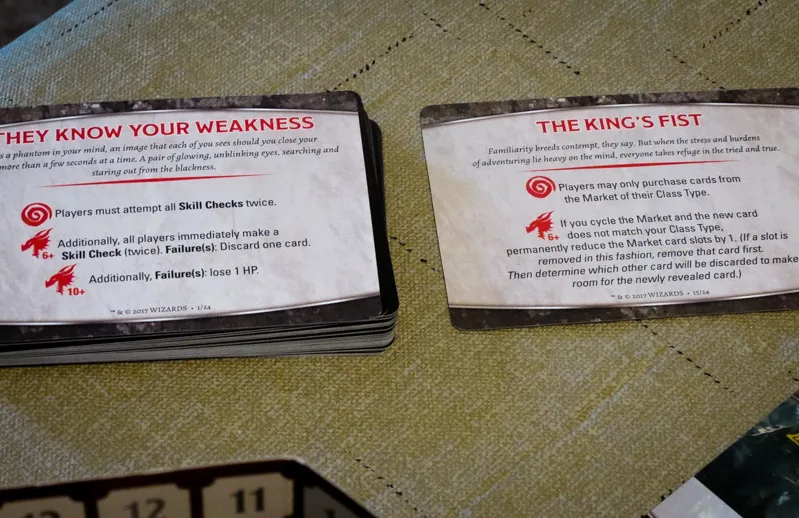 THEY KNOW YOUR WEAKNESS
s a phantom in your mind, an image that each of you sees should you close your
more than a few seconds at a time. A pair of glowing, unblinking eyes, searching and
staring out from the blackness.
Players must attempt all Skill Checks twice.
Additionally, all players immediately make a
6+ Skill Check (twice). Failure(s): Discard one card.
Additionally, Failure(s): lose 1 HP.
10+
™ & © 2017 WIZARDS • 1/24
THE KING'S FIST
Familiarity breeds contempt, they say. But when the stress and burdens
of adventuring lie heavy on the mind, everyone takes refuge in the tried and true.
Players may only purchase cards from
the Market of their Class Type.
If you cycle the Market and the new card
6+ does not match your Class Type,
permanently reduce the Market card slots by 1. (If a slot is
removed in this fashion, remove that card first.
Then determine which other card will be discarded to make
room for the newly revealed card.)
™ & © 2017 WIZARDS • 15/24
12 11